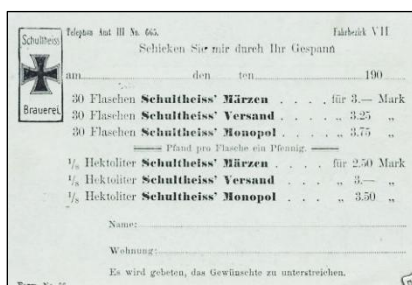 Telephon Amt III No. 665.
Fahrbezirk VII
Schultheiss
Brauerei
Schicken Sie mir durch Ihr Gespann
am den ten 190
30 Flaschen Schultheiss' Märzen . . . . für 3.— Mark
30 Flaschen Schultheiss' Versand . . . . „ 3.25 „
30 Flaschen Schultheiss' Monopol . . . . „ 3.75 „
Pfand pro Flasche ein Pfennig.
1/8 Hektoliter Schultheiss' Märzen . . . . für 2.50 Mark
1/8 Hektoliter Schultheiss' Versand . . . . „ 3.— „
1/8 Hektoliter Schultheiss' Monopol . . . . „ 3.50 „
Name:
Wohnung:
Es wird gebeten, das Gewünschte zu unterstreichen.